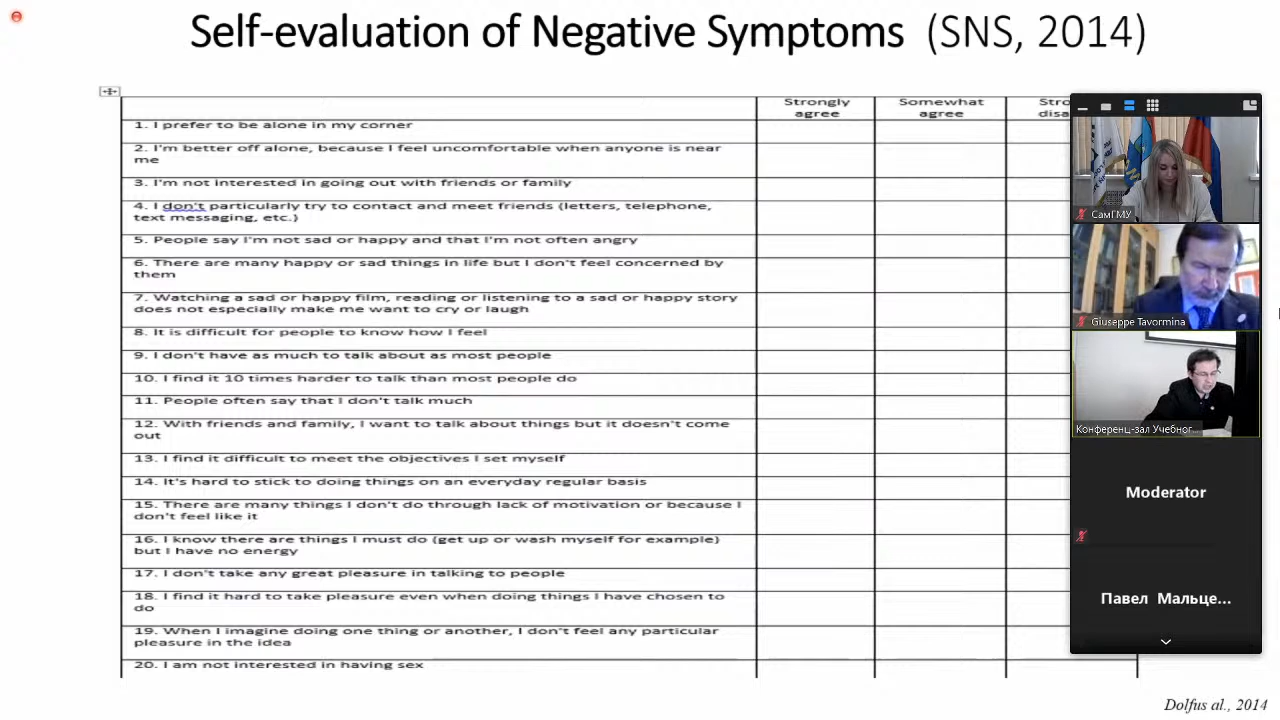 Self-evaluation of Negative Symptoms (SNS, 2014)
Strongly agree
Somewhat agree
1. I prefer to be alone in my corner
2. I'm better off alone, because I feel uncomfortable when anyone is near
me
3. I'm not interested in going out with friends or family
4. I don't particularly try to contact and meet friends (letters, telephone,
text messaging, etc.)
5. People say I'm not sad or happy and that I'm not often angry
6. There are many happy or sad things in life but I don't feel concerned by
them
7. Watching a sad or happy film, reading or listening to a sad or happy story
does not especially make me want to cry or laugh
8. It is difficult for people to know how I feel
9. I don't have as much to talk about as most people
10. I find it 10 times harder to talk than most people do
11. People often say that I don't talk much
12. With friends and family, I want to talk about things but it doesn't come
out
13. I find it difficult to meet the objectives I set myself
14. It's hard to stick to doing things on an everyday regular basis
15. There are many things I don't do through lack of motivation or because I
don't feel like it
16. I know there are things I must do (get up or wash myself for example)
but I have no energy
17. I don't take any great pleasure in talking to people
18. I find it hard to take pleasure even when doing things I have chosen to
do
19. When I imagine doing one thing or another, I don't feel any particular
pleasure in the idea
20. I am not interested in having sex
СамГМУ
Giuseppe Tavormina
Конференц-зал Учебног...
Moderator
Павел Мальце...
Dolfus al., 2014